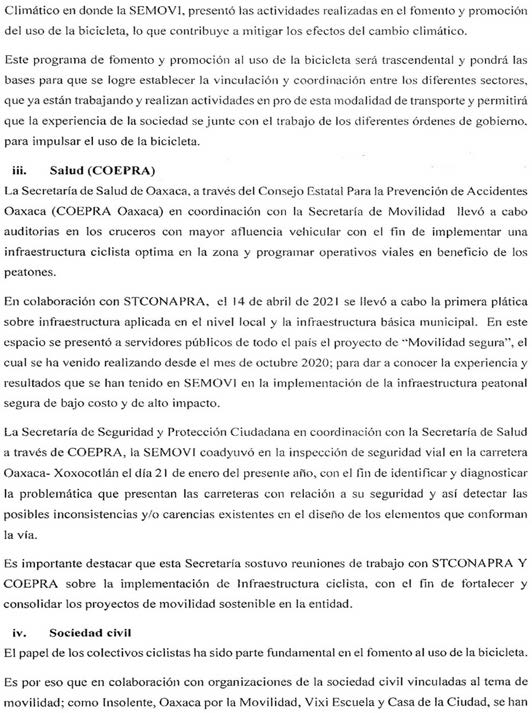 Climático en donde la SEMOVI, presentó las actividades realizadas en el fomento y promoción
del uso de la bicicleta, lo que contribuye a mitigar los efectos del cambio climático.
Este programa de fomento y promoción al uso de la bicicleta será trascendental y pondrá las
bases para que se logre establecer la vinculación y coordinación entre los diferentes sectores,
que ya están trabajando y realizan actividades en pro de esta modalidad de transporte y permitirá
que la experiencia de la sociedad se junte con el trabajo de los diferentes órdenes de gobierno,
para impulsar el uso de la bicicleta.
iii. Salud (COEPRA)
La Secretaría de Salud de Oaxaca, a través del Consejo Estatal Para la Prevención de Accidentes
Oaxaca (COEPRA Oaxaca) en coordinación con la Secretaría de Movilidad llevó a cabo
auditorias en los cruceros con mayor afluencia vehicular con el fin de implementar una
infraestructura ciclista optima en la zona y programar operativos viales en beneficio de los
peatones.
En colaboración con STCONAPRA, el 14 de abril de 2021 se llevó a cabo la primera plática
sobre infraestructura aplicada en el nivel local y la infraestructura básica municipal. En este
espacio se presentó a servidores públicos de todo el país el proyecto de “Movilidad segura”, el
cual se ha venido realizando desde el mes de octubre 2020; para dar a conocer la experiencia y
resultados que se han tenido en SEMOVI en la implementación de la infraestructura peatonal
segura de bajo costo y de alto impacto.
La Secretaría de Seguridad y Protección Ciudadana en coordinación con la Secretaría de Salud
a través de COEPRA, la SEMOVI coadyuvó en la inspección de seguridad vial en la carretera
Oaxaca- Xoxocotlán el día 21 de enero del presente año, con el fin de identificar y diagnosticar
la problemática que presentan las carreteras con relación a su seguridad y así detectar las
posibles inconsistencias y/o carencias existentes en el diseño de los elementos que conforman
la vía.
Es importante destacar que esta Secretaría sostuvo reuniones de trabajo con STCONAPRA Y
COEPRA sobre la implementación de Infraestructura ciclista, con el fin de fortalecer y
consolidar los proyectos de movilidad sostenible en la entidad.
iv. Sociedad civil
El papel de los colectivos ciclistas ha sido parte fundamental en el fomento al uso de la bicicleta.
Es por eso que en colaboración con organizaciones de la sociedad civil vinculadas al tema de
movilidad; como Insolente, Oaxaca por la Movilidad, Vixi Escuela y Casa de la Ciudad, se han